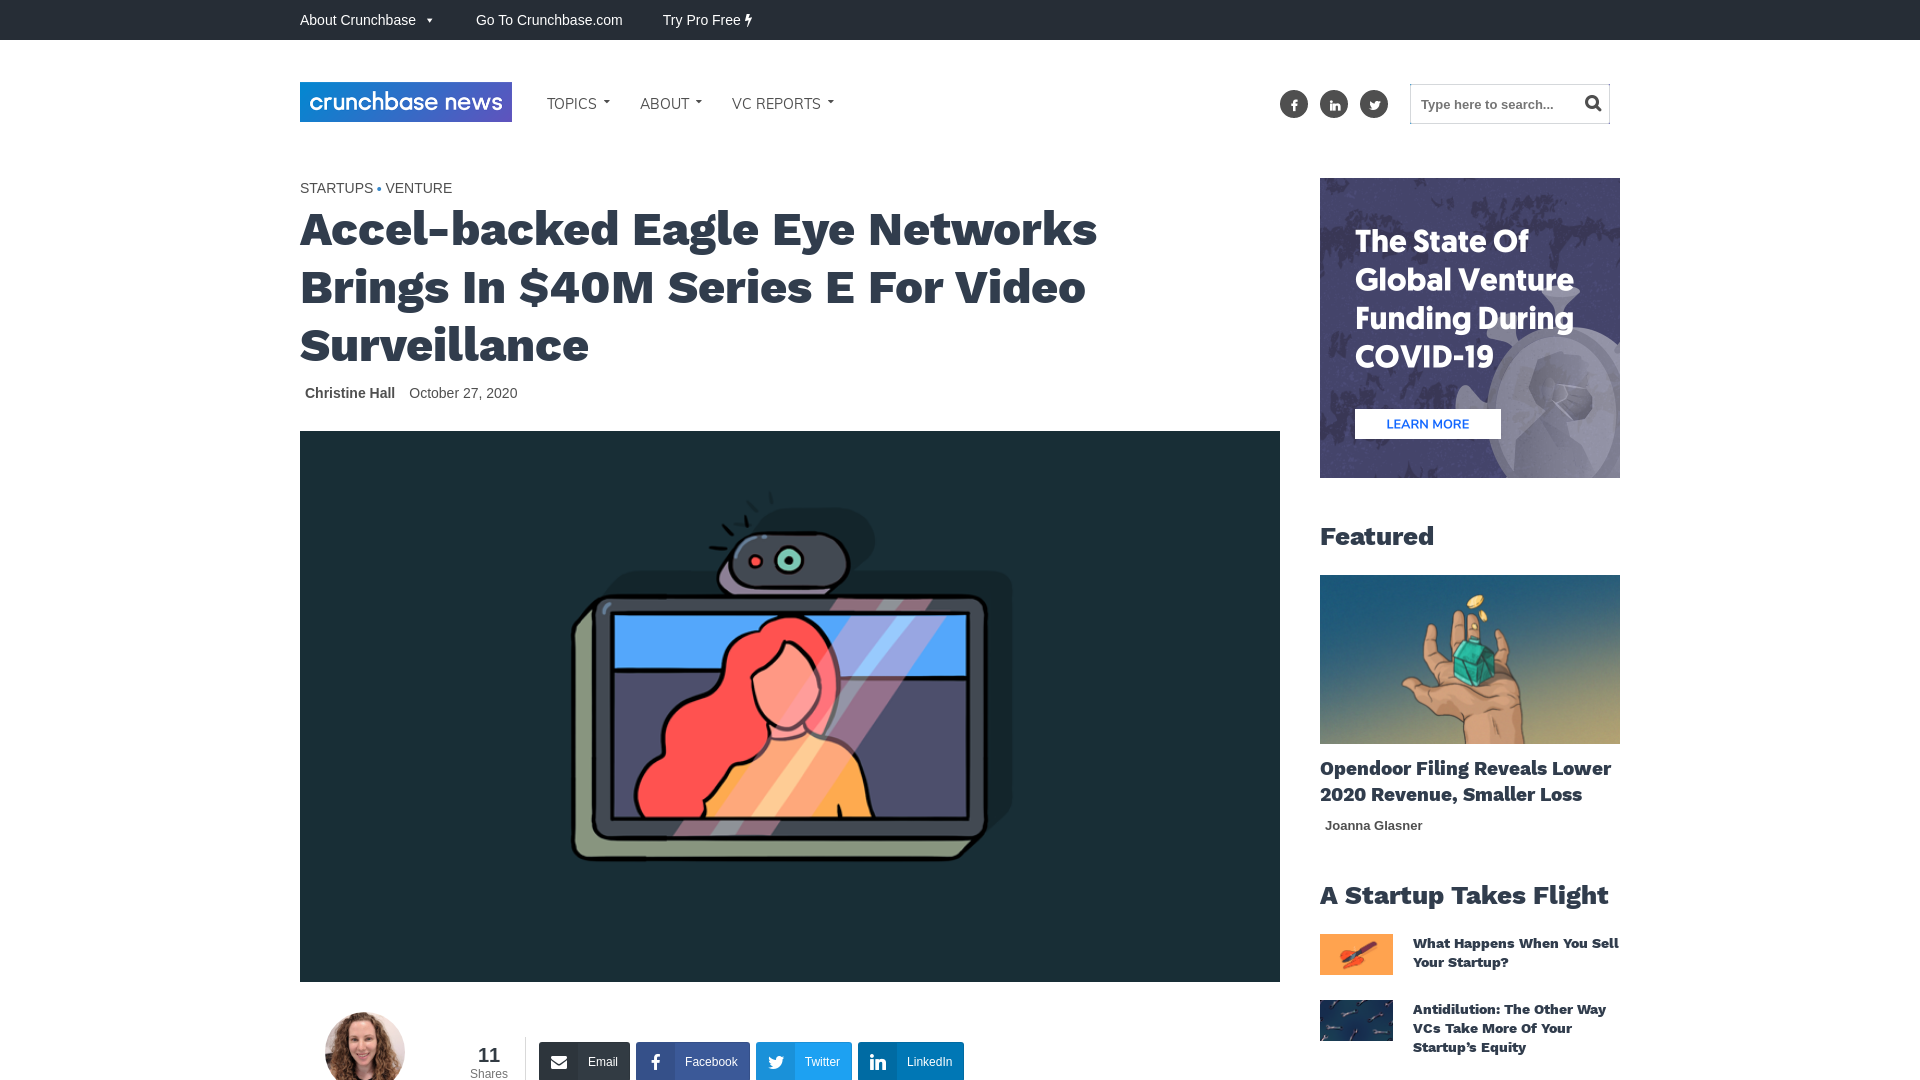 About Crunchbase
Go To Crunchbase.com
Try Pro Free
crunchbase news
TOPICS
ABOUT
VC REPORTS
Type here to search...
STARTUPS • VENTURE
Accel-backed Eagle Eye Networks
Brings In $40M Series E For Video
Surveillance
Christine Hall
October 27, 2020
11
Shares
Email
Facebook
Twitter
LinkedIn
The State Of
Global Venture
Funding During
COVID-19
LEARN MORE
Featured
Opendoor Filing Reveals Lower
2020 Revenue, Smaller Loss
Joanna Glasner
A Startup Takes Flight
What Happens When You Sell
Your Startup?
Antidilution: The Other Way
VCs Take More Of Your
Startup’s Equity